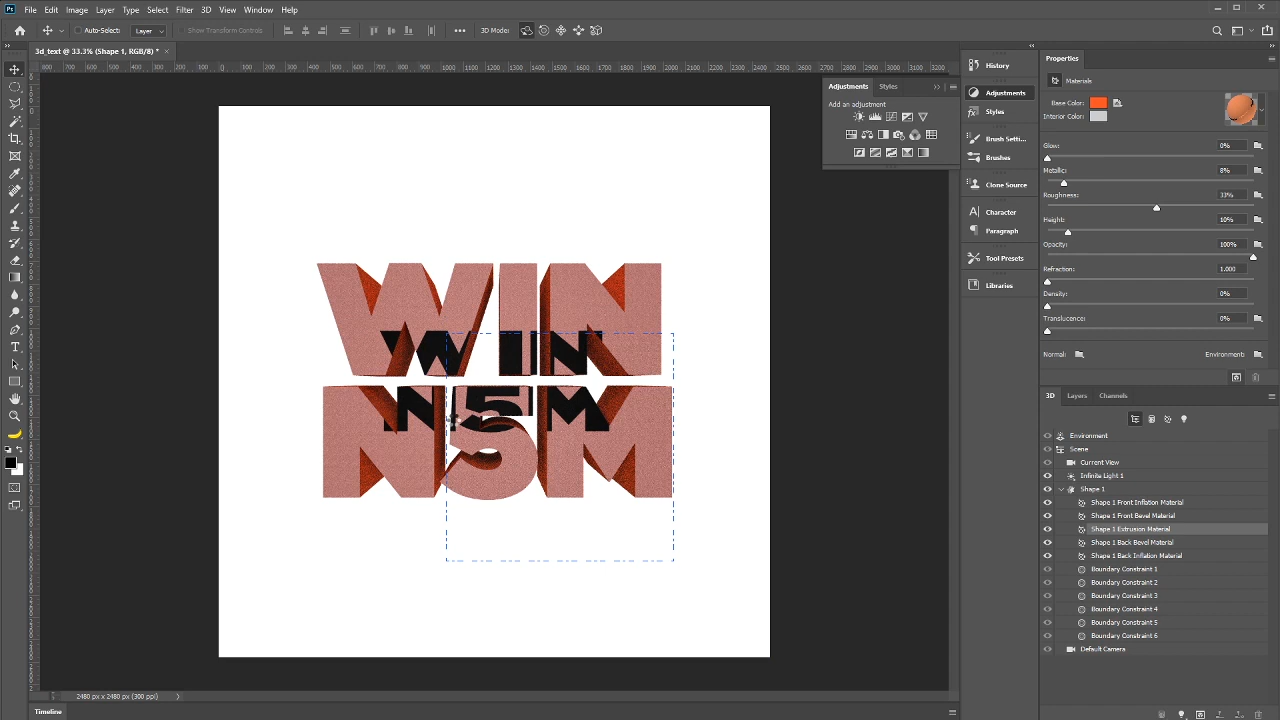 Ps File Edit Image Layer Type Select Filter 3D View Window Help
Auto-Select: Layer Show Transform Controls 3D Mode:
3d_text @ 33.3% (Shape 1, RGB/8) * ×
WIN
N5M
WIN
N5M
2480 px x 2480 px (300 ppi)
Timeline
Adjustments Styles
Add an adjustment
History
Adjustments
Styles
Brush Setti...
Brushes
Clone Source
Character
Paragraph
Tool Presets
Libraries
Properties
Materials
Base Color:
Interior Color:
Glow: 0%
Metallic: 8%
Roughness: 33%
Height: 10%
Opacity: 100%
Refraction: 1.000
Density: 0%
Translucence: 0%
Normal: Environment:
3D Layers Channels
Environment
Scene
Current View
Infinite Light 1
Shape 1
Shape 1 Front Inflation Material
Shape 1 Front Bevel Material
Shape 1 Extrusion Material
Shape 1 Back Bevel Material
Shape 1 Back Inflation Material
Boundary Constraint 1
Boundary Constraint 2
Boundary Constraint 3
Boundary Constraint 4
Boundary Constraint 5
Boundary Constraint 6
Default Camera